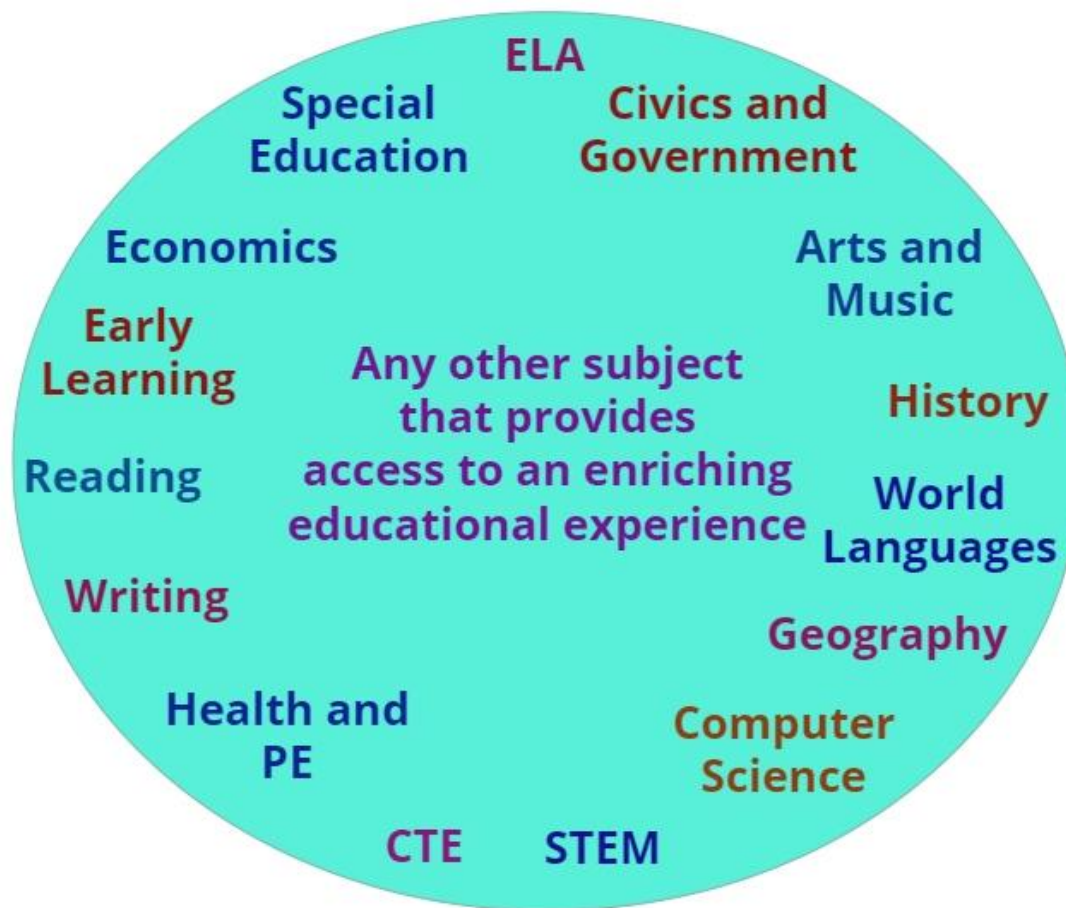 ELA
Special
Education
Civics and
Government
Economics
Arts and
Music
Early
Learning
Any other subject
that provides
access to an enriching
educational experience
History
Reading
World
Languages
Writing
Geography
Health and
PE
Computer
Science
CTE
STEM